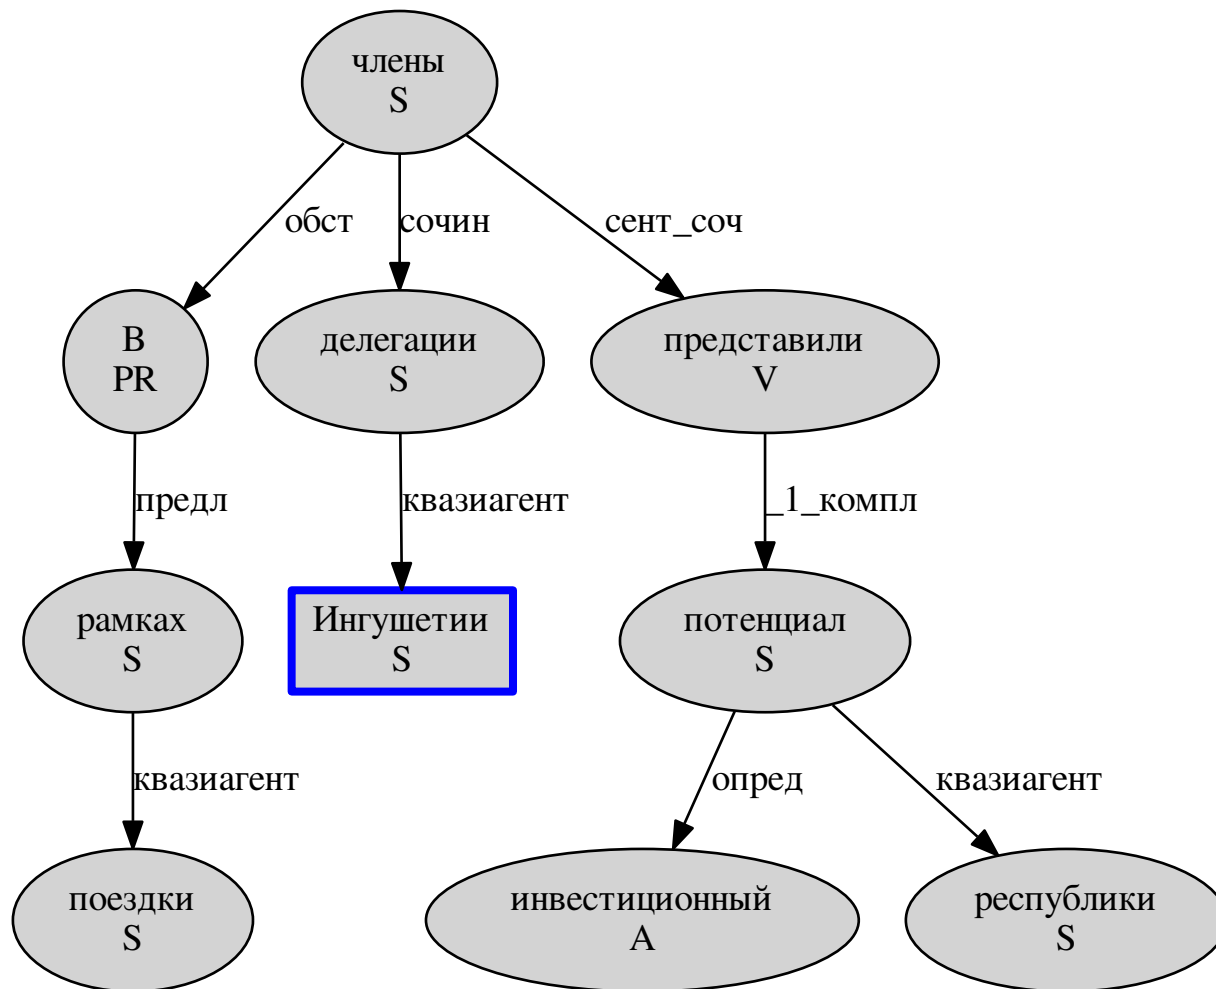 члены
S
обст
сочин
сент_соч
В
PR
делегации
S
представили
V
предл
квазиагент
_1_компл
рамках
S
Ингушетии
S
потенциал
S
квазиагент
опред
квазиагент
поездки
S
инвестиционный
A
республики
S